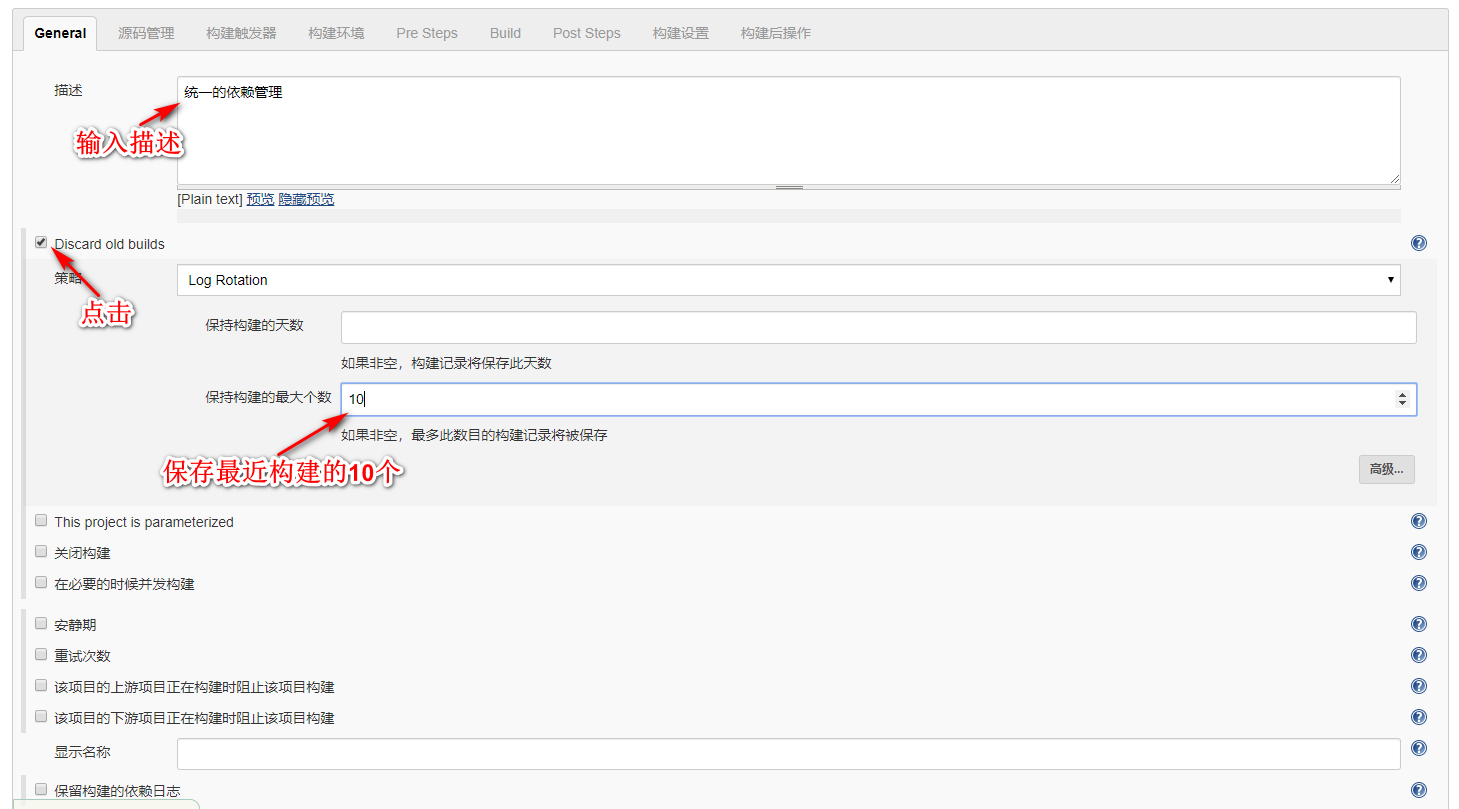 General 源码管理 构建触发器 构建环境 Pre Steps Build Post Steps 构建设置 构建后操作
描述
统一的依赖管理
输入描述
[Plain text] 预览 隐藏预览
Discard old builds
策略
Log Rotation
点击
保持构建的天数
如果非空，构建记录将保存此天数
保持构建的最大个数
10
如果非空，最多此数目的构建记录将被保存
保存最近构建的10个
高级...
This project is parameterized
关闭构建
在必要的时候并发构建
安静期
重试次数
该项目的上游项目正在构建时阻止该项目构建
该项目的下游项目正在构建时阻止该项目构建
显示名称
保留构建的依赖日志